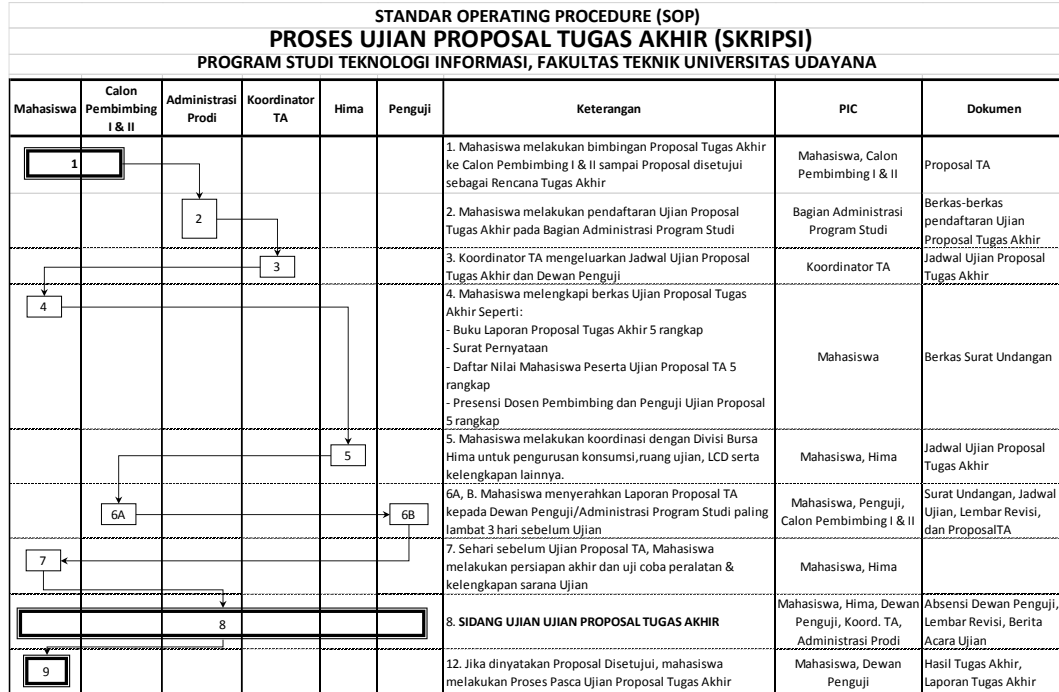 STANDAR OPERATING PROCEDURE (SOP)
PROSES UJIAN PROPOSAL TUGAS AKHIR (SKRIPSI)
PROGRAM STUDI TEKNOLOGI INFORMASI, FAKULTAS TEKNIK UNIVERSITAS UDAYANA
Mahasiswa
Calon
Pembimbing
I & II
Administrasi
Prodi
Koordinator
TA
Hima
Penguji
Keterangan
PIC
Dokumen
1
1. Mahasiswa melakukan bimbingan Proposal Tugas Akhir
ke Calon Pembimbing I & II sampai Proposal disetujui
sebagai Rencana Tugas Akhir
Mahasiswa, Calon
Pembimbing I & II
Proposal TA
2
2. Mahasiswa melakukan pendaftaran Ujian Proposal
Tugas Akhir pada Bagian Administrasi Program Studi
Bagian Administrasi
Program Studi
Berkas-berkas
pendaftaran Ujian
Proposal Tugas Akhir
3
3. Koordinator TA mengeluarkan Jadwal Ujian Proposal
Tugas Akhir dan Dewan Penguji
Koordinator TA
Jadwal Ujian Proposal
Tugas Akhir
4
4. Mahasiswa melengkapi berkas Ujian Proposal Tugas
Akhir Seperti:
- Buku Laporan Proposal Tugas Akhir 5 rangkap
- Surat Pernyataan
- Daftar Nilai Mahasiswa Peserta Ujian Proposal TA 5
rangkap
- Presensi Dosen Pembimbing dan Penguji Ujian Proposal
5 rangkap
Mahasiswa
Berkas Surat Undangan
5
5. Mahasiswa melakukan koordinasi dengan Divisi Bursa
Hima untuk pengurusan konsumsi,ruang ujian, LCD serta
kelengkapan lainnya.
Mahasiswa, Hima
Jadwal Ujian Proposal
Tugas Akhir
6A
6B
6A, B. Mahasiswa menyerahkan Laporan Proposal TA
kepada Dewan Penguji/Administrasi Program Studi paling
lambat 3 hari sebelum Ujian
Mahasiswa, Penguji,
Calon Pembimbing I & II
Surat Undangan, Jadwal
Ujian, Lembar Revisi,
dan ProposalTA
7
7. Sehari sebelum Ujian Proposal TA, Mahasiswa
melakukan persiapan akhir dan uji coba peralatan &
kelengkapan sarana Ujian
Mahasiswa, Hima
8
8. SIDANG UJIAN UJIAN PROPOSAL TUGAS AKHIR
Mahasiswa, Hima, Dewan
Penguji, Koord. TA,
Administrasi Prodi
Absensi Dewan Penguji,
Lembar Revisi, Berita
Acara Ujian
9
12. Jika dinyatakan Proposal Disetujui, mahasiswa
melakukan Proses Pasca Ujian Proposal Tugas Akhir
Mahasiswa, Dewan
Penguji
Hasil Tugas Akhir,
Laporan Tugas Akhir